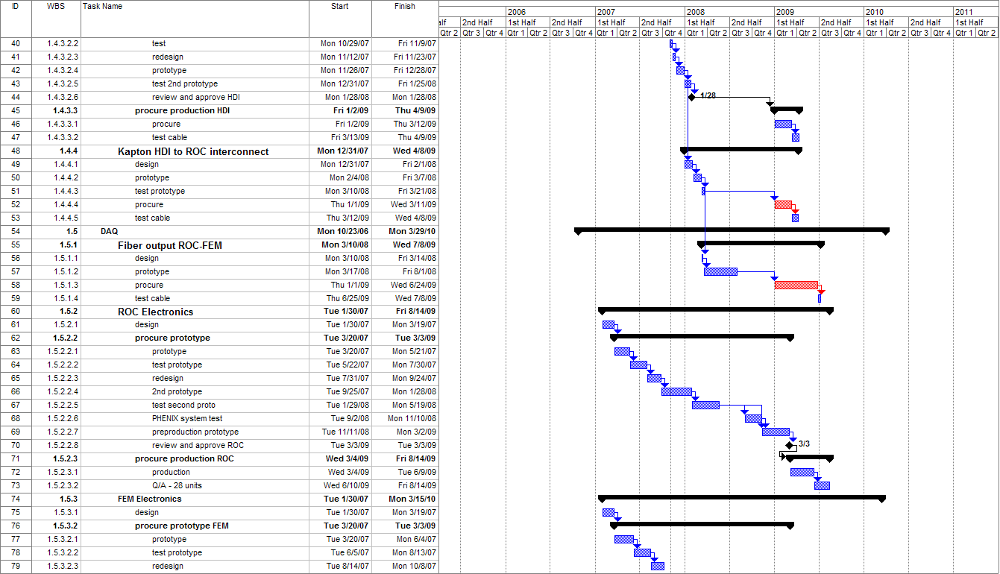 ID WBS Task Name Start Finish
2006 2007 2008 2009 2010 2011
alf 2nd Half 1st Half 2nd Half 1st Half 2nd Half 1st Half 2nd Half 1st Half 2nd Half 1st Half 2nd Half 1st Half
Qtr 2 Qtr 3 Qtr 4 Qtr 1 Qtr 2 Qtr 3 Qtr 4 Qtr 1 Qtr 2 Qtr 3 Qtr 4 Qtr 1 Qtr 2 Qtr 3 Qtr 4 Qtr 1 Qtr 2 Qtr 3 Qtr 4 Qtr 1 Qtr 2 Qtr 3 Qtr 4 Qtr 1 Qtr 2
40 1.4.3.2.2 test Mon 10/29/07 Fri 11/9/07
41 1.4.3.2.3 redesign Mon 11/12/07 Fri 11/23/07
42 1.4.3.2.4 prototype Mon 11/26/07 Fri 12/28/07
43 1.4.3.2.5 test 2nd prototype Mon 12/31/07 Fri 1/25/08
44 1.4.3.2.6 review and approve HDI Mon 1/28/08 Mon 1/28/08 1/28
45 1.4.3.3 procure production HDI Fri 1/2/09 Thu 4/9/09
46 1.4.3.3.1 procure Fri 1/2/09 Thu 3/12/09
47 1.4.3.3.2 test cable Fri 3/13/09 Thu 4/9/09
48 1.4.4 Kapton HDI to ROC interconnect Mon 12/31/07 Wed 4/8/09
49 1.4.4.1 design Mon 12/31/07 Fri 2/1/08
50 1.4.4.2 prototype Mon 2/4/08 Fri 3/7/08
51 1.4.4.3 test prototype Mon 3/10/08 Fri 3/21/08
52 1.4.4.4 procure Thu 1/1/09 Wed 3/11/09
53 1.4.4.5 test cable Thu 3/12/09 Wed 4/8/09
54 1.5 DAQ Mon 10/23/06 Mon 3/29/10
55 1.5.1 Fiber output ROC-FEM Mon 3/10/08 Wed 7/8/09
56 1.5.1.1 design Mon 3/10/08 Fri 3/14/08
57 1.5.1.2 prototype Mon 3/17/08 Fri 8/1/08
58 1.5.1.3 procure Thu 1/1/09 Wed 6/24/09
59 1.5.1.4 test cable Thu 6/25/09 Wed 7/8/09
60 1.5.2 ROC Electronics Tue 1/30/07 Fri 8/14/09
61 1.5.2.1 design Tue 1/30/07 Mon 3/19/07
62 1.5.2.2 procure prototype Tue 3/20/07 Tue 3/3/09
63 1.5.2.2.1 prototype Tue 3/20/07 Mon 5/21/07
64 1.5.2.2.2 test prototype Tue 5/22/07 Mon 7/30/07
65 1.5.2.2.3 redesign Tue 7/31/07 Mon 9/24/07
66 1.5.2.2.4 2nd prototype Tue 9/25/07 Mon 1/28/08
67 1.5.2.2.5 test second proto Tue 1/29/08 Mon 5/19/08
68 1.5.2.2.6 PHENIX system test Tue 9/2/08 Mon 11/10/08
69 1.5.2.2.7 preproduction prototype Tue 11/11/08 Mon 3/2/09
70 1.5.2.2.8 review and approve ROC Tue 3/3/09 Tue 3/3/09 3/3
71 1.5.2.3 procure production ROC Wed 3/4/09 Fri 8/14/09
72 1.5.2.3.1 production Wed 3/4/09 Tue 6/9/09
73 1.5.2.3.2 Q/A - 28 units Wed 6/10/09 Fri 8/14/09
74 1.5.3 FEM Electronics Tue 1/30/07 Mon 3/15/10
75 1.5.3.1 design Tue 1/30/07 Mon 3/19/07
76 1.5.3.2 procure prototype FEM Tue 3/20/07 Tue 3/3/09
77 1.5.3.2.1 prototype Tue 3/20/07 Mon 6/4/07
78 1.5.3.2.2 test prototype Tue 6/5/07 Mon 8/13/07
79 1.5.3.2.3 redesign Tue 8/14/07 Mon 10/8/07